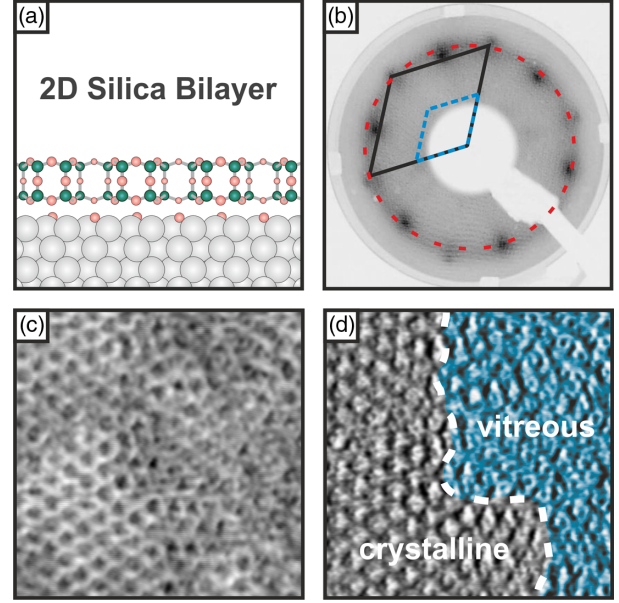 (a)
2D Silica Bilayer
(b)
(c)
(d)
vitreous
crystalline